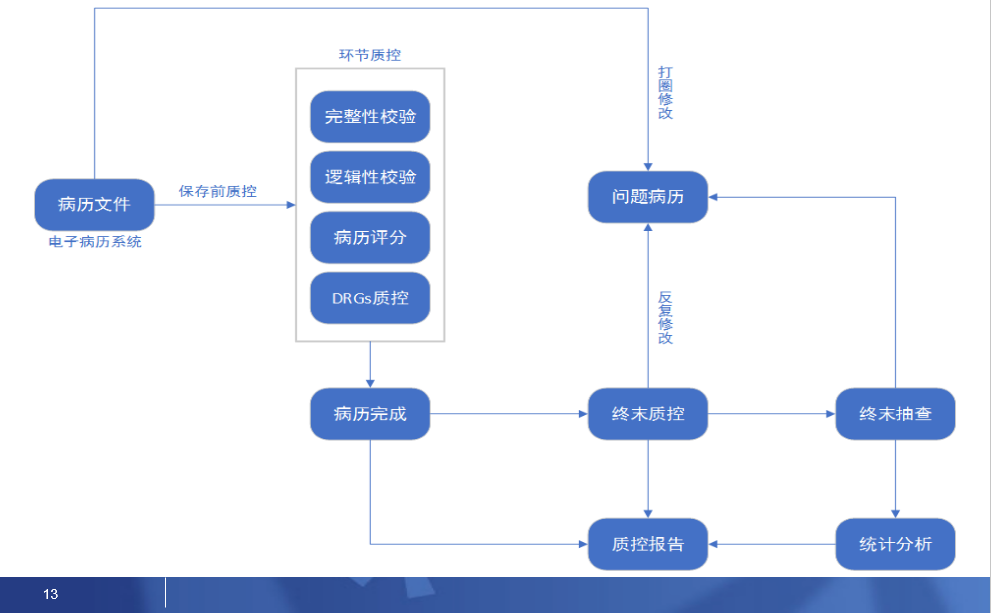 环节质控
打圈修改
完整性校验
逻辑性校验
病历文件
保存前质控
问题病历
电子病历系统
病历评分
DRGs质控
反复修改
病历完成
终末质控
终末抽查
质控报告
统计分析
13